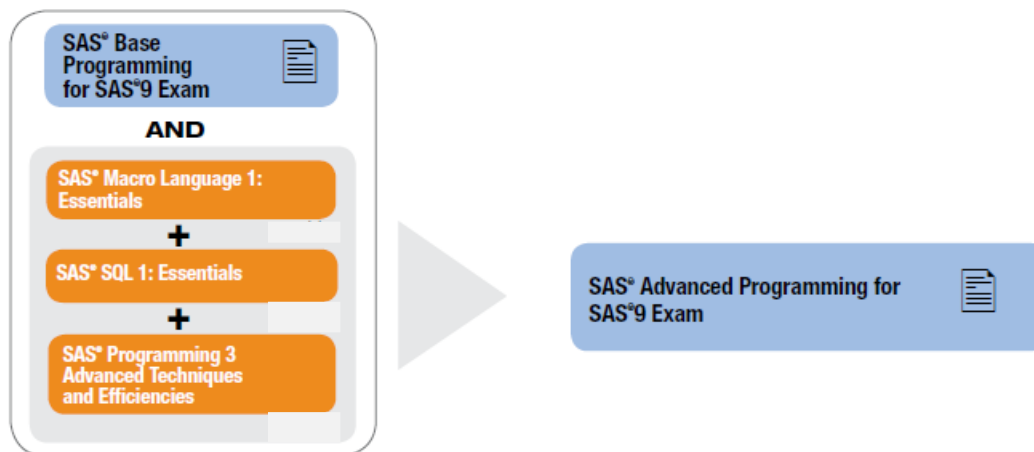 SAS® Base
Programming
for SAS®9 Exam
AND
SAS® Macro Language 1:
Essentials
+
SAS® SQL 1: Essentials
+
SAS® Programming 3
Advanced Techniques
and Efficiencies
SAS® Advanced Programming for
SAS®9 Exam